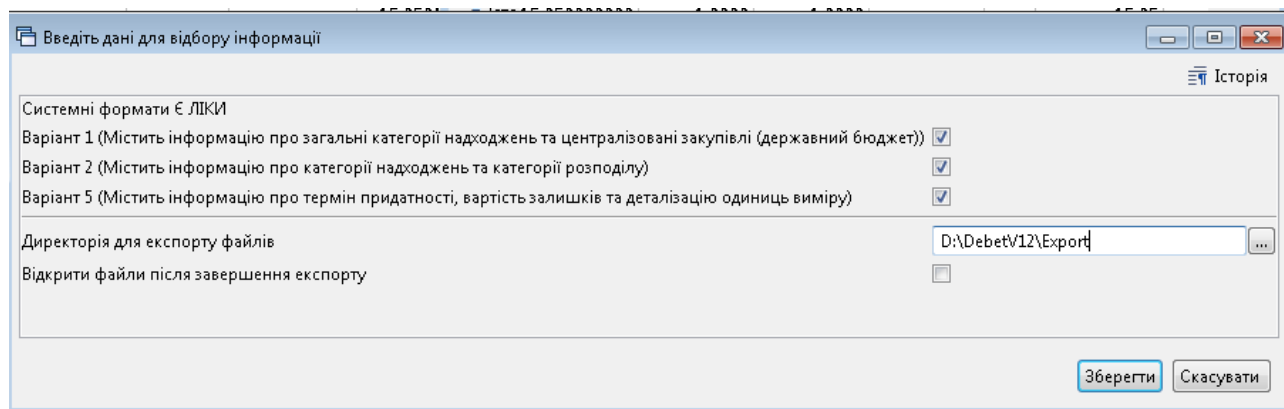 Введіть дані для відбору інформації
Історія
Системні формати Є ЛІКИ
Варіант 1 (Містить інформацію про загальні категорії надходжень та централізовані закупівлі (державний бюджет))
Варіант 2 (Містить інформацію про категорії надходжень та категорії розподілу)
Варіант 5 (Містить інформацію про термін придатності, вартість залишків та деталізацію одиниць виміру)
Директорія для експорту файлів D:\DebetV12\Export ...
Відкрити файли після завершення експорту
Зберегти Скасувати